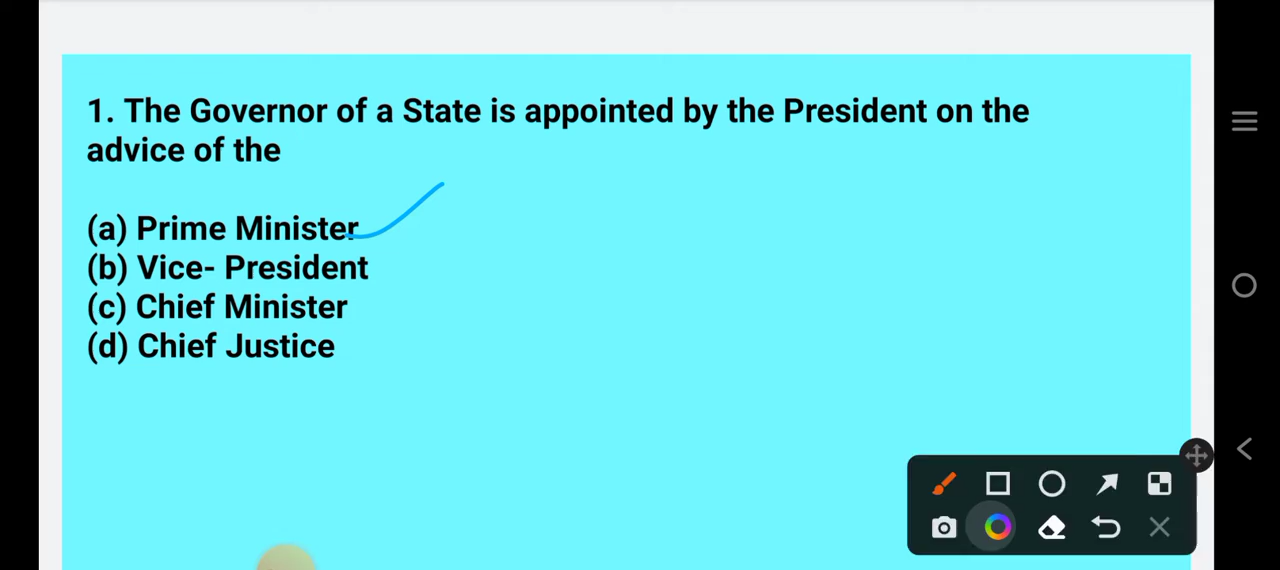 1. The Governor of a State is appointed by the President on the
advice of the
(a) Prime Minister
(b) Vice- President
(c) Chief Minister
(d) Chief Justice